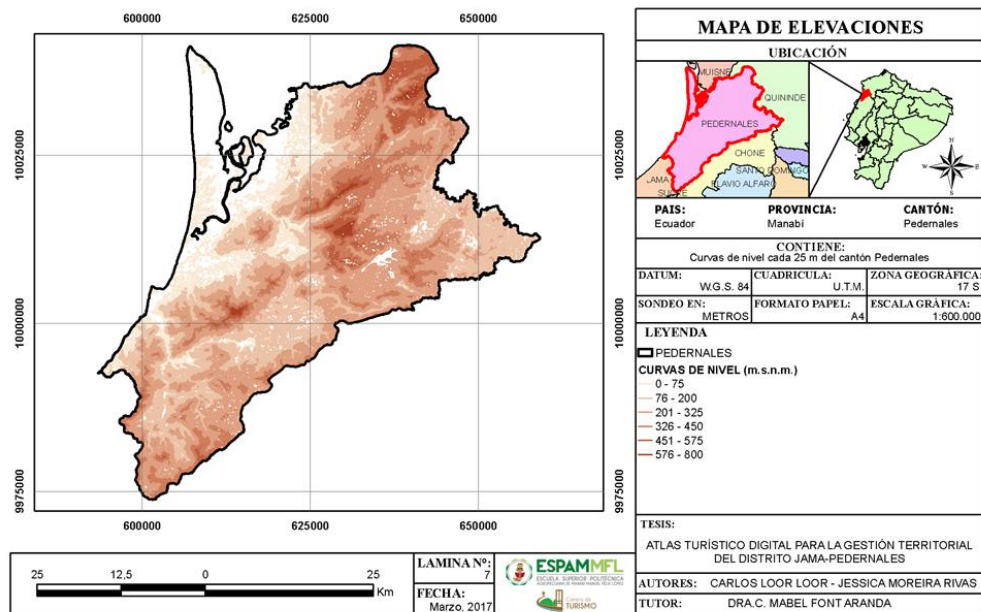 600000 625000 650000
10025000 10000000 9975000
10025000 10000000 9975000
600000 625000 650000
MAPA DE ELEVACIONES
UBICACIÓN
MUISNE
QUININDE
PEDERNALES
CHONE
SANTO DOMINGO
JAMA
FLAVIO ALFARO
SUCRE
N
W E
S
PAIS: PROVINCIA: CANTÓN:
Ecuador Manabí Pedernales
CONTIENE:
Curvas de nivel cada 25 m del cantón Pedernales
DATUM: CUADRICULA: ZONA GEOGRÁFICA:
W.G.S. 84 U.T.M. 17 S
SONDEO EN: FORMATO PAPEL: ESCALA GRÁFICA:
METROS A4 1:600.000
LEYENDA
PEDERNALES
CURVAS DE NIVEL (m.s.n.m.)
0 - 75
76 - 200
201 - 325
326 - 450
451 - 575
576 - 800
TESIS:
ATLAS TURÍSTICO DIGITAL PARA LA GESTIÓN TERRITORIAL
DEL DISTRITO JAMA-PEDERNALES
AUTORES: CARLOS LOOR LOOR - JESSICA MOREIRA RIVAS
TUTOR: DRA.C. MABEL FONT ARANDA
25 12,5 0 25
Km
LAMINA Nº:
7
FECHA:
Marzo, 2017
ESPAMMFL
ESCUELA SUPERIOR POLITÉCNICA
Carrera de
TURISMO